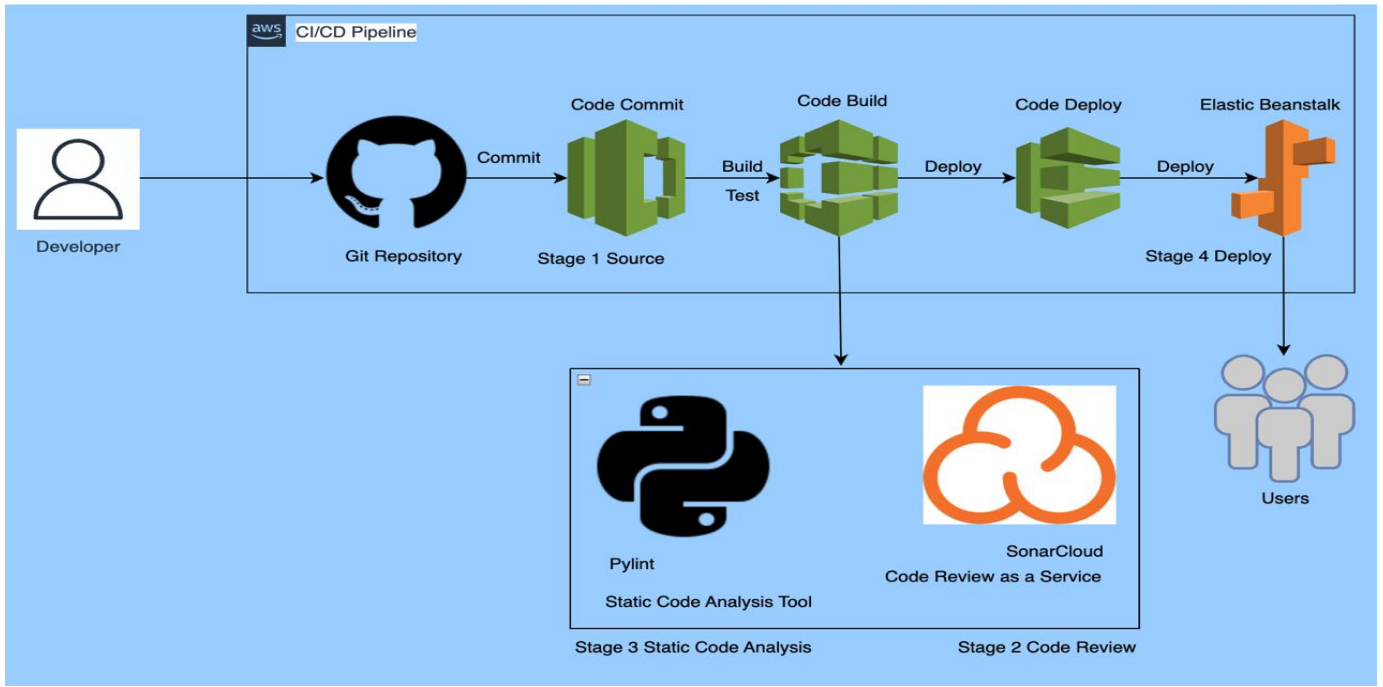 aws
CI/CD Pipeline
Code Commit
Code Build
Code Deploy
Elastic Beanstalk
Commit
Build
Test
Deploy
Deploy
Developer
Git Repository
Stage 1 Source
Stage 4 Deploy
Users
Pylint
Static Code Analysis Tool
SonarCloud
Code Review as a Service
Stage 3 Static Code Analysis
Stage 2 Code Review